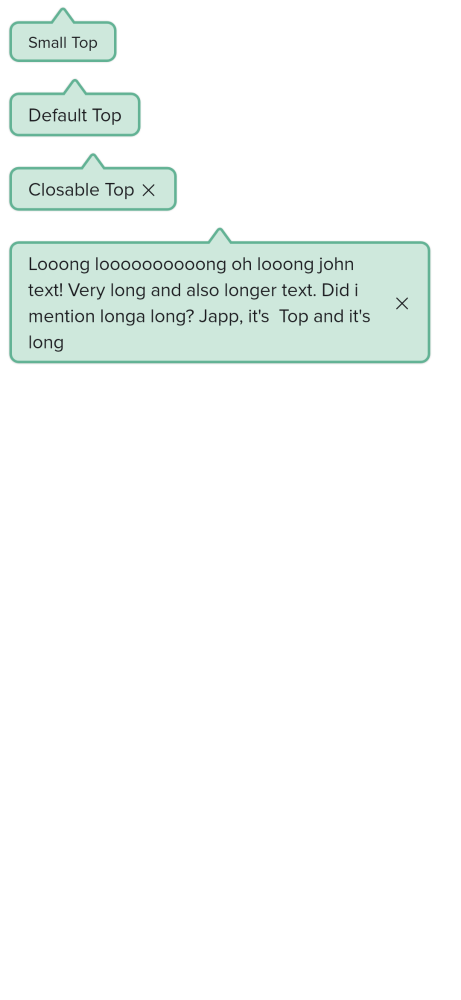 Small Top
Default Top
Closable Top
Looong looooooooooong oh looong john
text! Very long and also longer text. Did i
mention longa long? Japp, it's  Top and it's
long